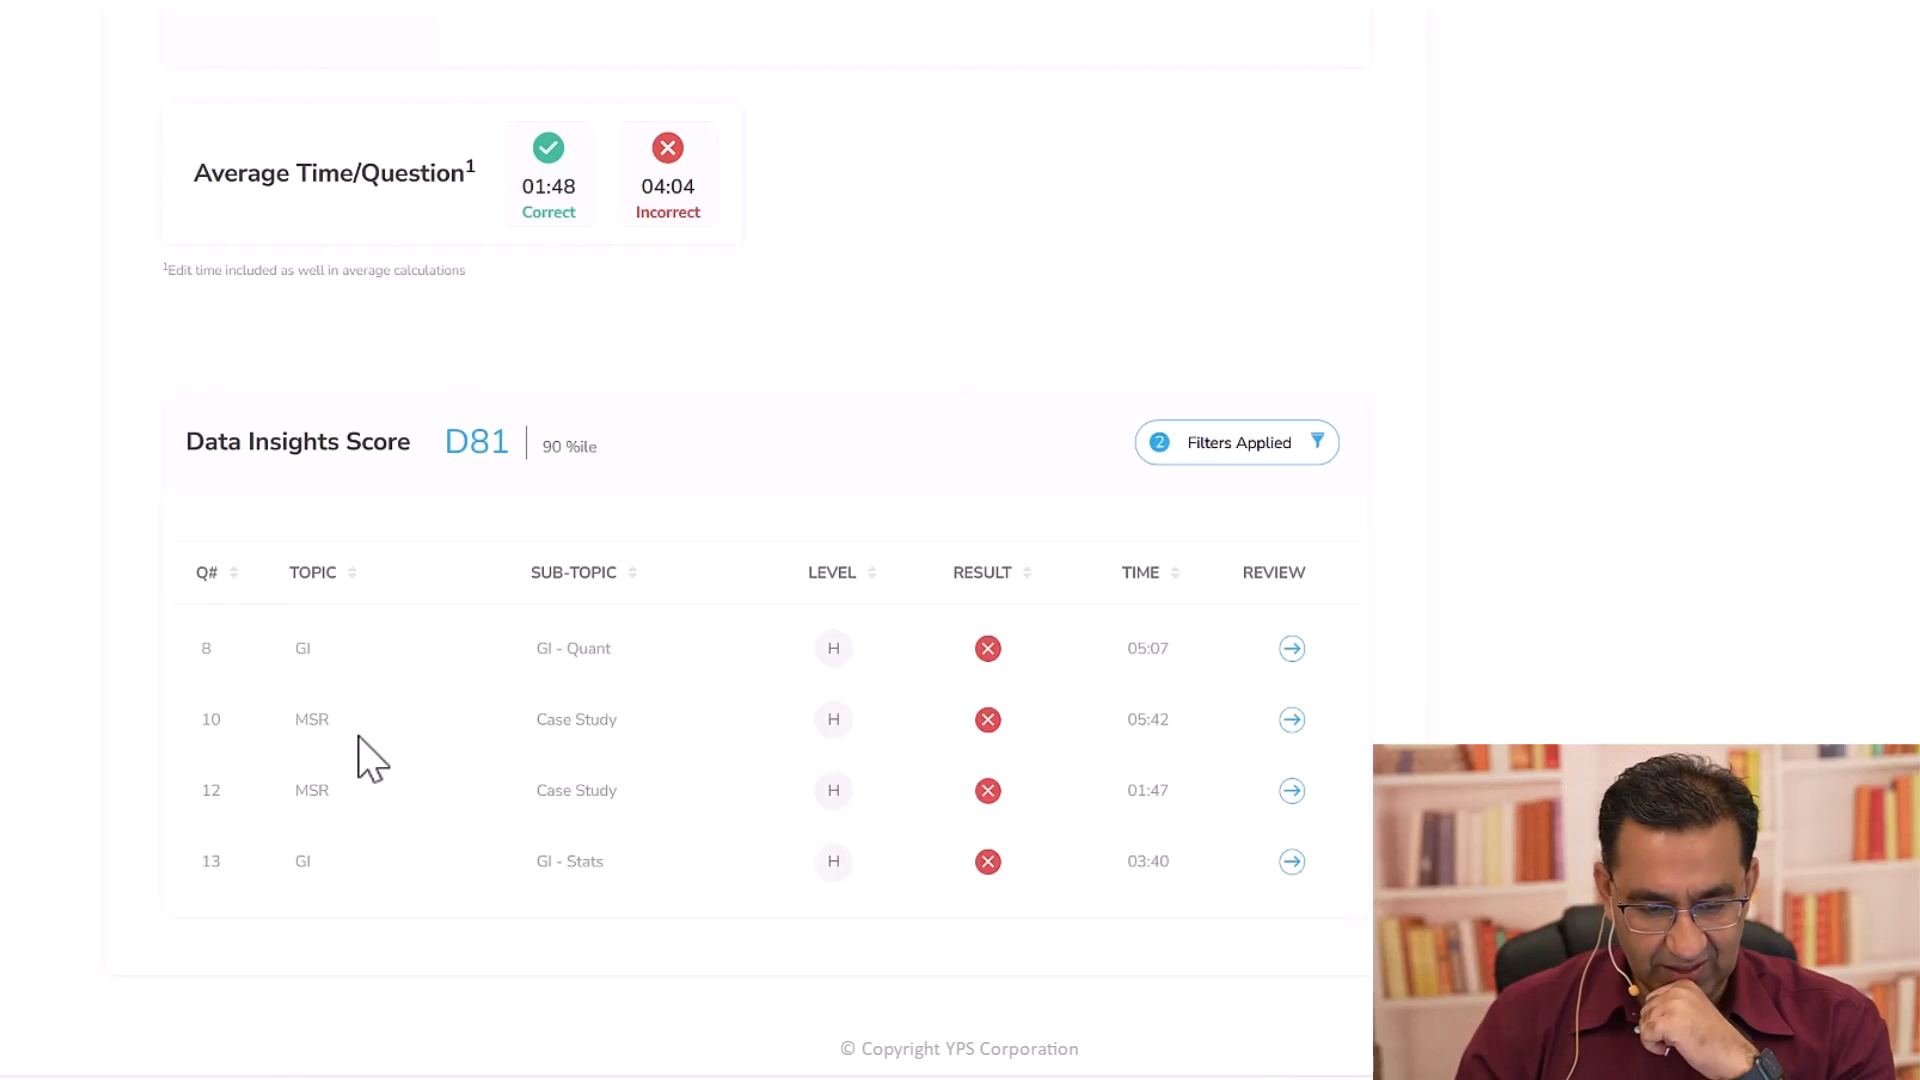 Average Time/Question¹
01:48
Correct
04:04
Incorrect
¹Edit time included as well in average calculations
Data Insights Score D81 90 %ile
2 Filters Applied
Q# TOPIC SUB-TOPIC LEVEL RESULT TIME REVIEW
8 GI GI - Quant H 05:07
10 MSR Case Study H 05:42
12 MSR Case Study H 01:47
13 GI GI - Stats H 03:40
© Copyright YPS Corporation